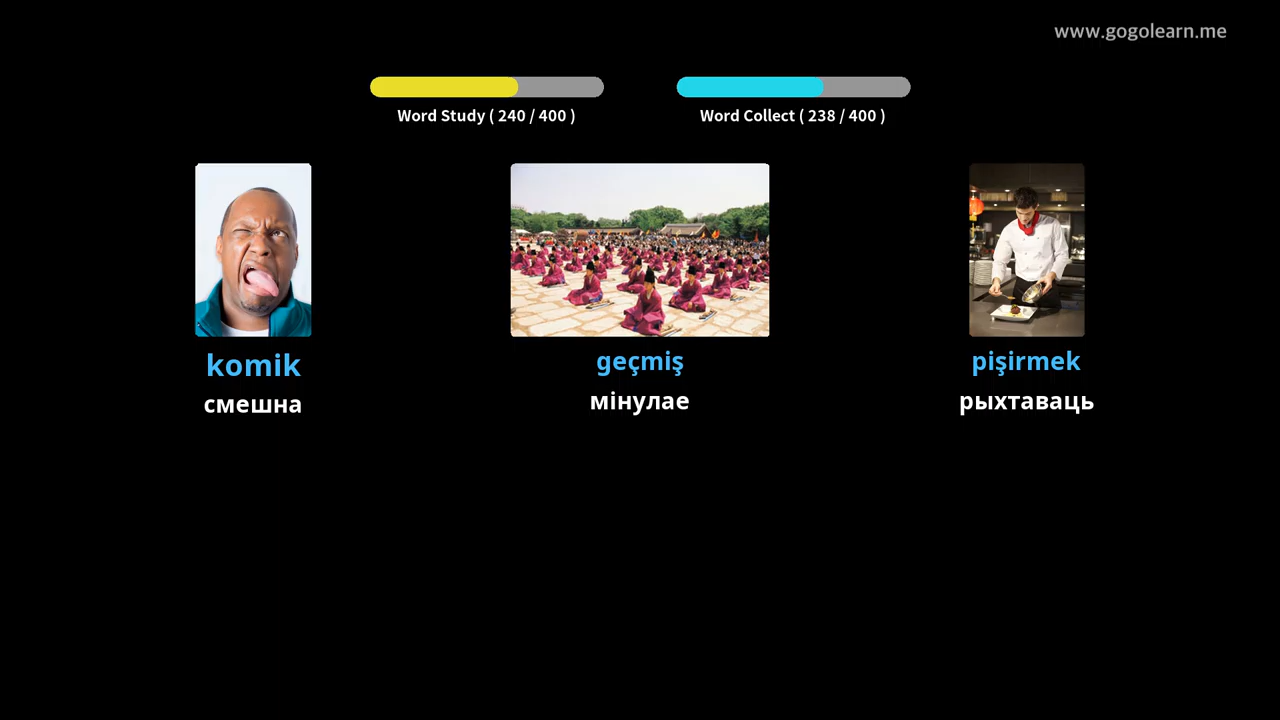 www.gogolearn.me
Word Study ( 240 / 400 )
Word Collect ( 238 / 400 )
komik
geçmiş
pişirmek
смешна
мінулае
рыхтаваць